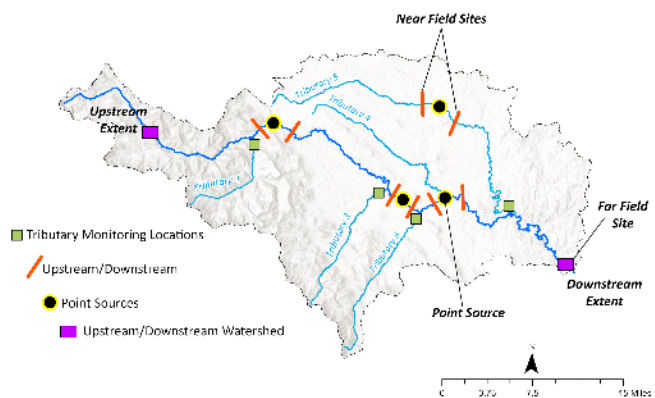 Near Field Sites
Tributary 5
Tributary 4
Upstream
Extent
Tributary 1
Tributary 2
Far Field
Site
Tributary Monitoring Locations
Upstream/Downstream
Downstream
Extent
Point Sources
Point Source
Upstream/Downstream Watershed
N
0 3.75 7.5 15 Miles